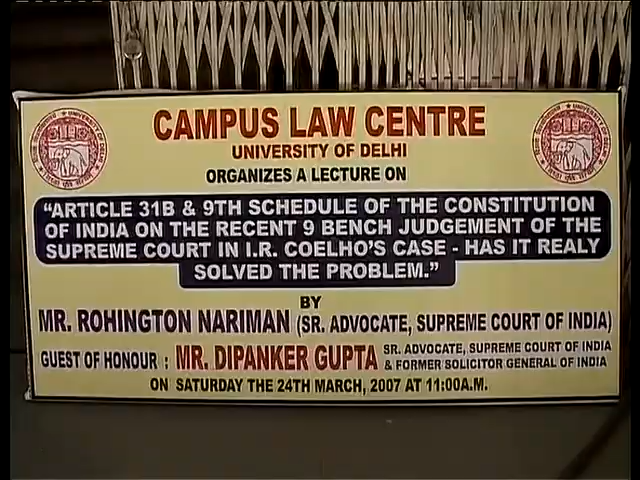 CAMPUS LAW CENTRE
UNIVERSITY OF DELHI
ORGANIZES A LECTURE ON
"ARTICLE 31B & 9TH SCHEDULE OF THE CONSTITUTION
OF INDIA ON THE RECENT 9 BENCH JUDGEMENT OF THE
SUPREME COURT IN I.R. COELHO'S CASE - HAS IT REALY
SOLVED THE PROBLEM."
BY
MR. ROHINGTON NARIMAN (SR. ADVOCATE, SUPREME COURT OF INDIA)
GUEST OF HONOUR : MR. DIPANKER GUPTA SR. ADVOCATE, SUPREME COURT OF INDIA
& FORMER SOLICITOR GENERAL OF INDIA
ON SATURDAY THE 24TH MARCH, 2007 AT 11:00A.M.